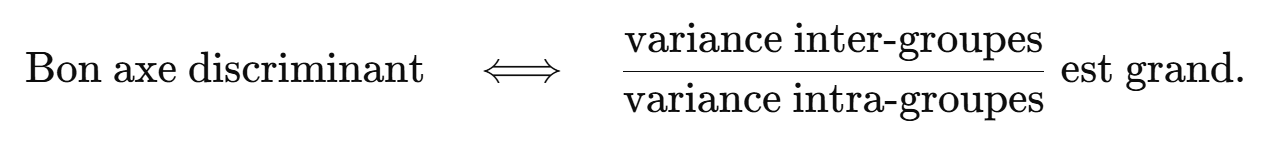 Bon axe discriminant ⟺ variance inter-groupes / variance intra-groupes est grand.